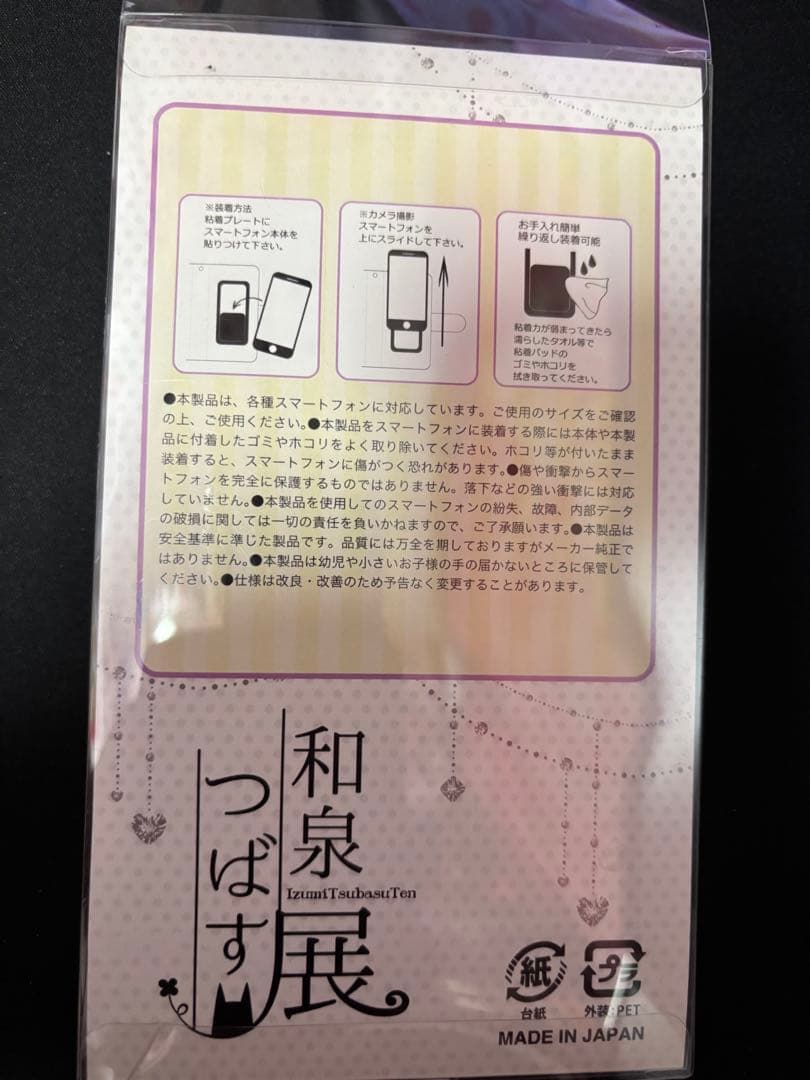 ※装着方法
粘着プレートに
スマートフォン本体を
貼りつけて下さい。
※カメラ撮影
スマートフォンを
上にスライドして下さい。
お手入れ簡単
繰り返し装着可能
粘着力が弱まってきたら
濡らしたタオル等で
粘着パッドの
ゴミやホコリを
拭き取ってください。
●本製品は、各種スマートフォンに対応しています。ご使用のサイズをご確認
の上、ご使用ください。●本製品をスマートフォンに装着する際には本体や本製
品に付着したゴミやホコリをよく取り除いてください。ホコリ等が付いたまま
装着すると、スマートフォンに傷がつく恐れがあります。●傷や衝撃からスマー
トフォンを完全に保護するものではありません。落下などの強い衝撃には対応
していません。●本製品を使用してのスマートフォンの紛失、故障、内部データ
の破損に関しては一切の責任を負いかねますので、ご了承願います。●本製品は
安全基準に準じた製品です。品質には万全を期しておりますがメーカー純正で
はありません。●本製品は幼児や小さいお子様の手の届かないところに保管して
ください。●仕様は改良・改善のため予告なく変更することがあります。
和泉
つばす
展
IzumiTsubasuTen
紙
台紙
プラ
外装:PET
MADE IN JAPAN